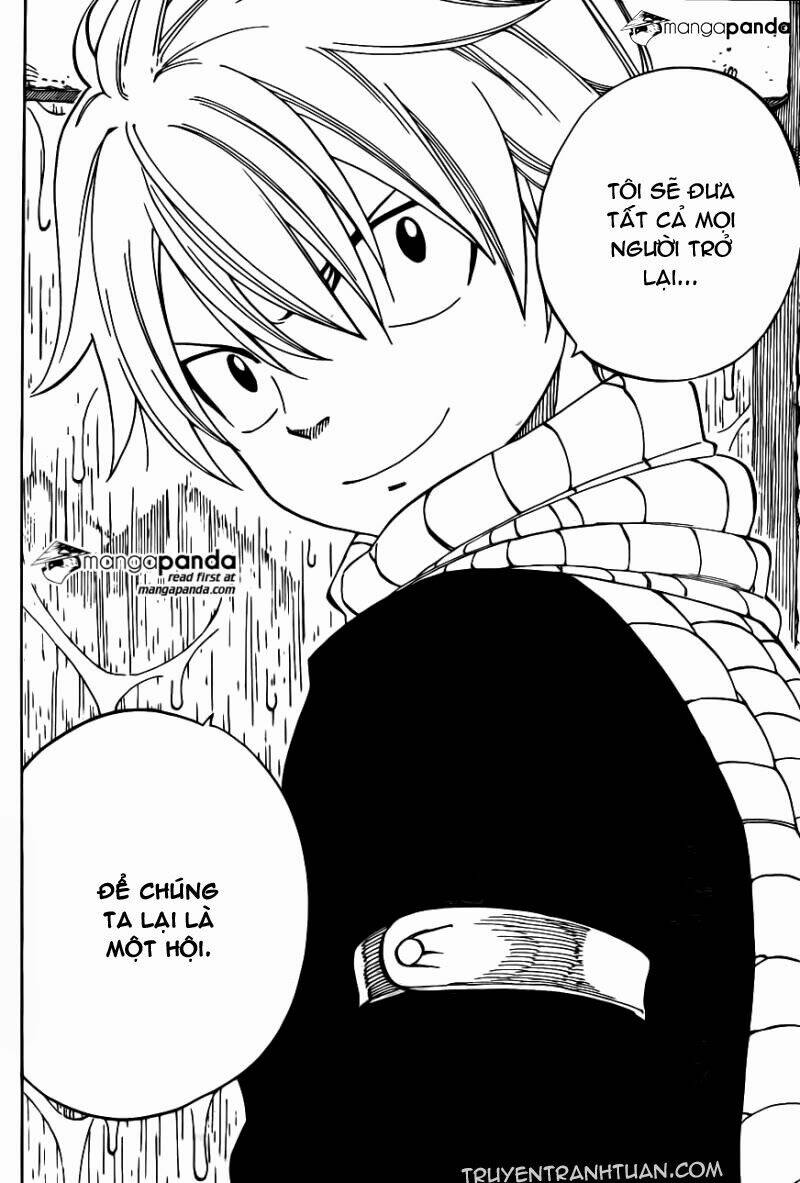 mangapanda
TÔI SẼ ĐƯA
TẤT CẢ MỌI
NGƯỜI TRỞ
LẠI...
mangapanda
read first at
mangapanda.com
ĐỂ CHÚNG
TA LẠI LÀ
MỘT HỘI.
TRUYENTRANHTUAN.COM